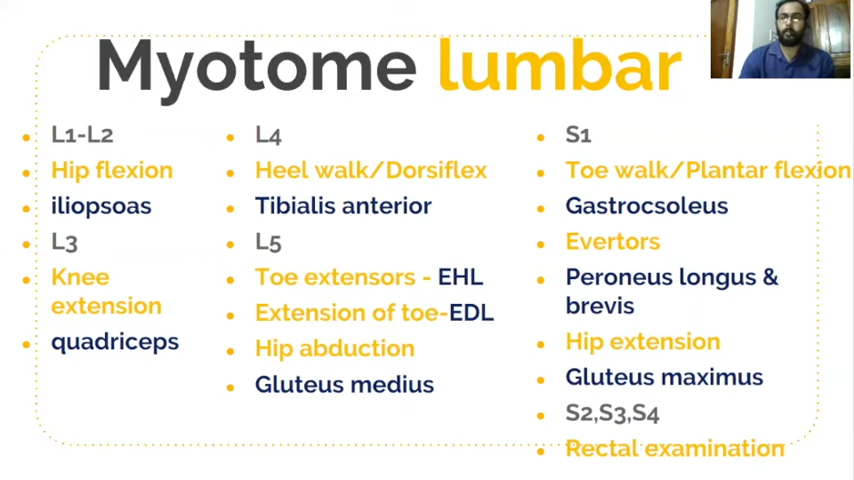 Myotome lumbar
L1-L2
Hip flexion
iliopsoas
L3
Knee
extension
quadriceps
L4
Heel walk/Dorsiflex
Tibialis anterior
L5
Toe extensors - EHL
Extension of toe-EDL
Hip abduction
Gluteus medius
S1
Toe walk/Plantar flexion
Gastrocsoleus
Evertors
Peroneus longus &
brevis
Hip extension
Gluteus maximus
S2,S3,S4
Rectal examination